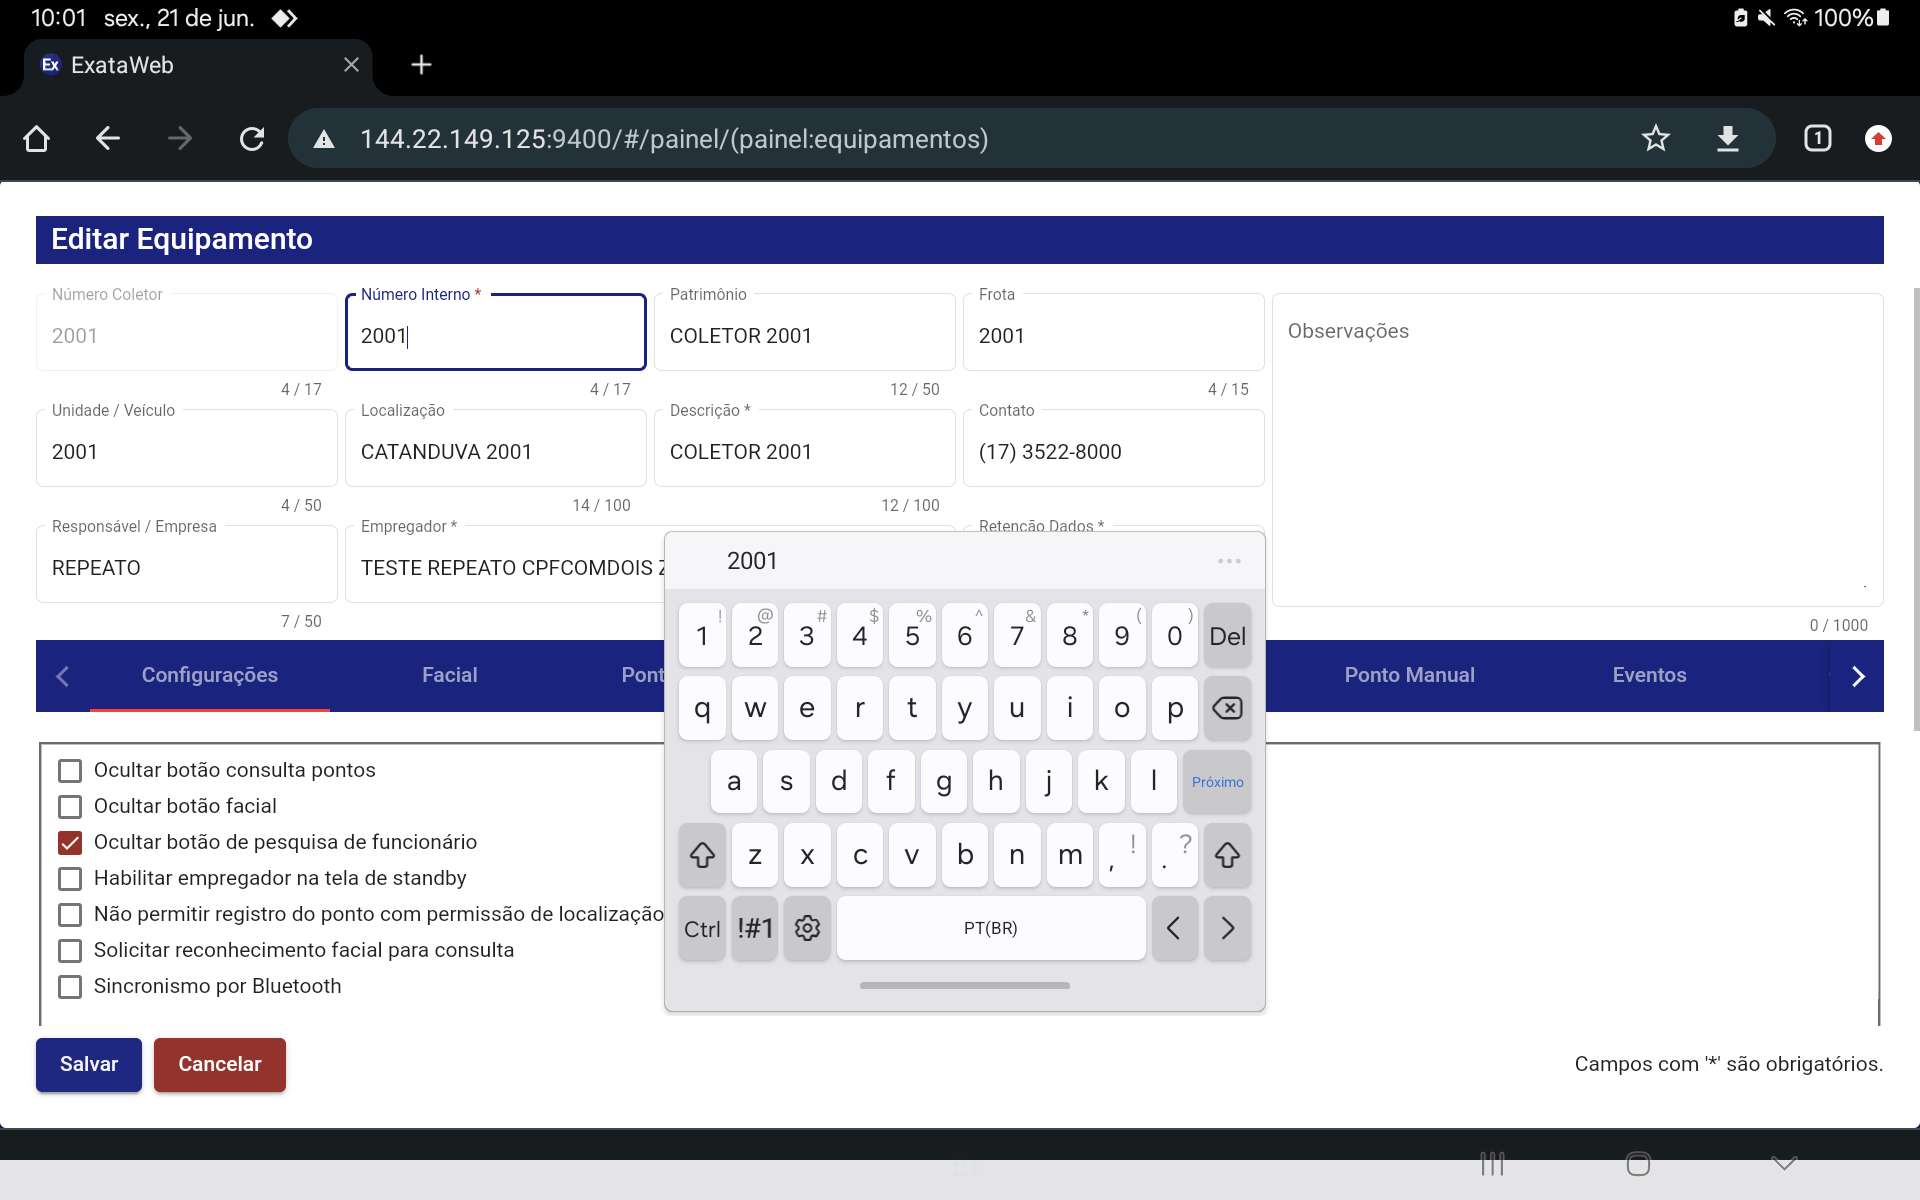 10:01 sex., 21 de jun. 100%
Ex ExataWeb
144.22.149.125:9400/#/painel/(painel:equipamentos) 1
Editar Equipamento
Número Coletor Número Interno * Patrimônio Frota
2001 2001 COLETOR 2001 2001 Observações
4 / 17 4 / 17 12 / 50 4 / 15
Unidade / Veículo Localização Descrição * Contato
2001 CATANDUVA 2001 COLETOR 2001 (17) 3522-8000
4 / 50 14 / 100 12 / 100
Responsável / Empresa Empregador * Retenção Dados *
REPEATO TESTE REPEATO CPFCOMDOIS
7 / 50 0 / 1000
Configurações Facial Pont Ponto Manual Eventos
Ocultar botão consulta pontos
Ocultar botão facial
Ocultar botão de pesquisa de funcionário
Habilitar empregador na tela de standby
Não permitir registro do ponto com permissão de localização
Solicitar reconhecimento facial para consulta
Sincronismo por Bluetooth
Salvar Cancelar Campos com '*' são obrigatórios.
2001 ...
! @ # $ % ^ & * ( )
1 2 3 4 5 6 7 8 9 0 Del
q w e r t y u i o p
a s d f g h j k l Próximo
z x c v b n m , ! . ?
Ctrl !#1 PT(BR) < >